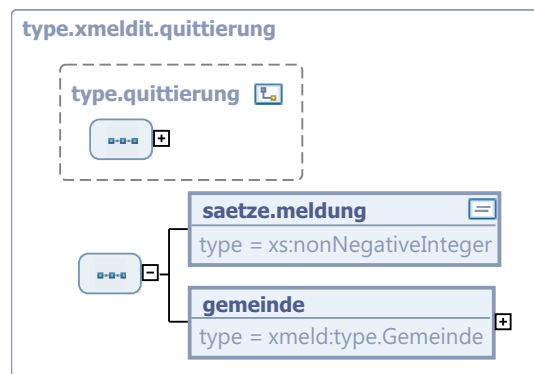 type.xmeldit.quittierung
type.quittierung
saetze.meldung
type = xs:nonNegativeInteger
gemeinde
type = xmeld:type.Gemeinde